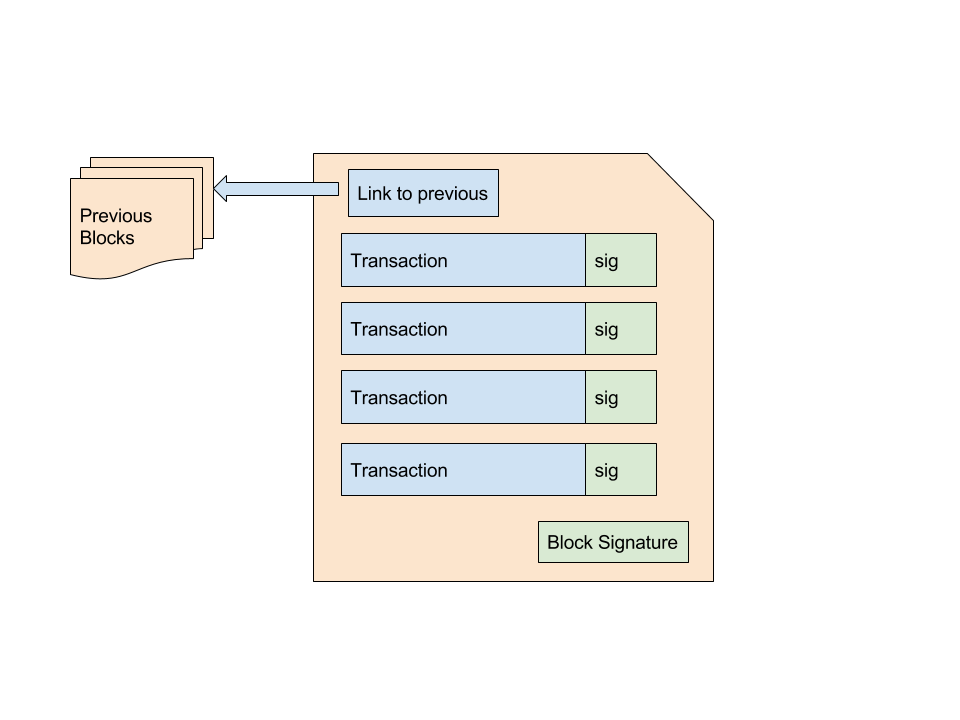 Link to previous
Previous
Blocks
Transaction
sig
Transaction
sig
Transaction
sig
Transaction
sig
Block Signature